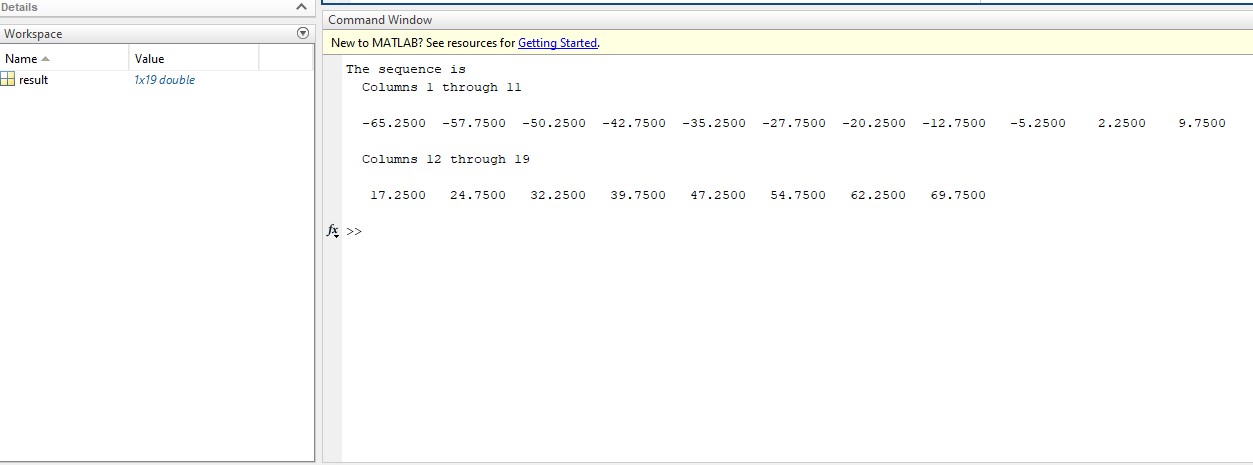 Details
Workspace
Name Value
result 1x19 double
Command Window
New to MATLAB? See resources for Getting Started.
The sequence is
Columns 1 through 11
-65.2500 -57.7500 -50.2500 -42.7500 -35.2500 -27.7500 -20.2500 -12.7500 -5.2500 2.2500 9.7500
Columns 12 through 19
17.2500 24.7500 32.2500 39.7500 47.2500 54.7500 62.2500 69.7500
fx >>